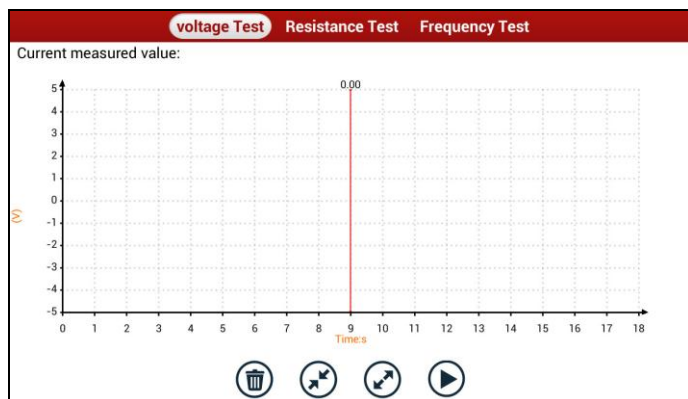 voltage Test Resistance Test Frequency Test
Current measured value:
0.00
5
4
3
2
1
0
-1
-2
-3
-4
-5
(V)
0 1 2 3 4 5 6 7 8 9 10 11 12 13 14 15 16 17 18
Time:s